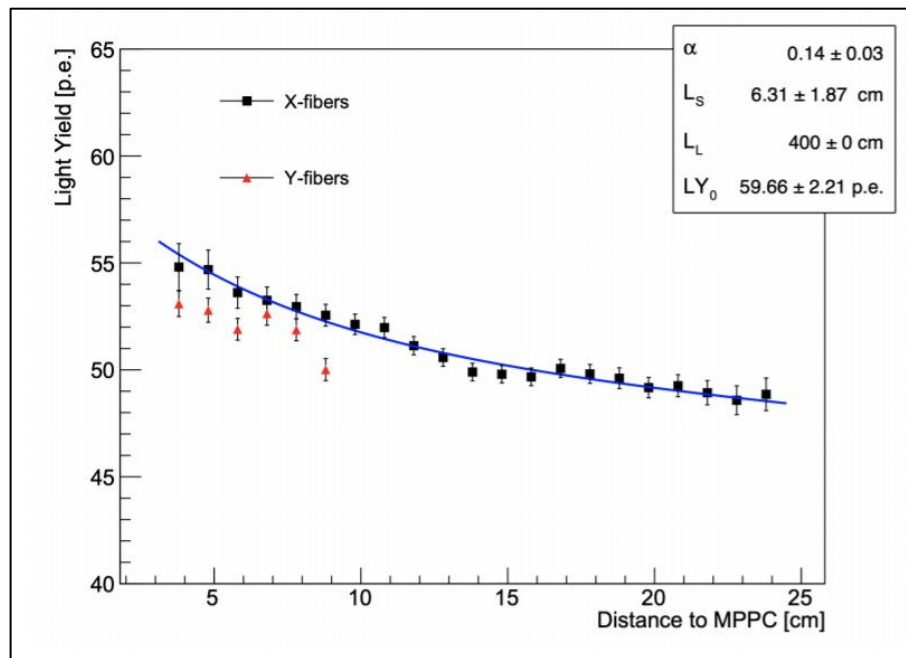 65
60
55
50
45
40
Light Yield [p.e.]
X-fibers
Y-fibers
α 0.14 ± 0.03
L_S 6.31 ± 1.87 cm
L_L 400 ± 0 cm
LY_0 59.66 ± 2.21 p.e.
5 10 15 20 25
Distance to MPPC [cm]